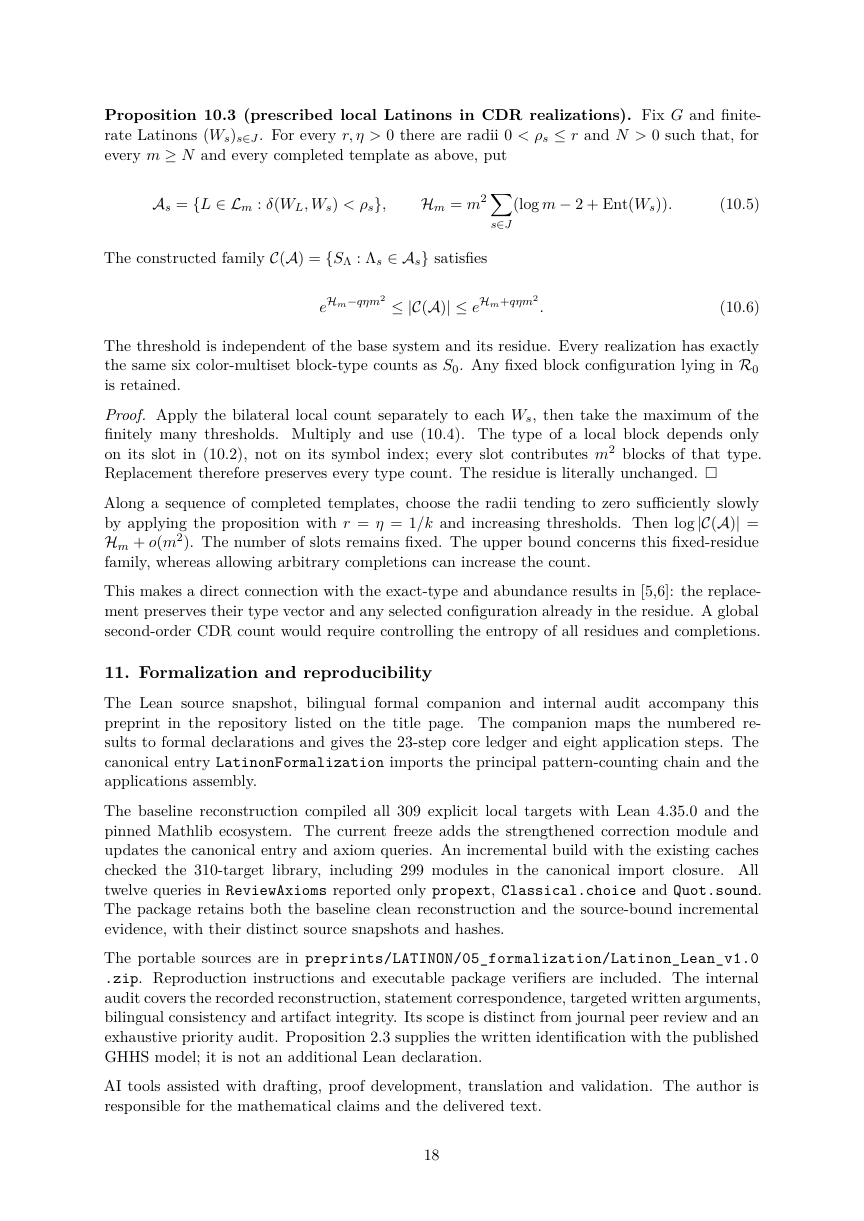 Proposition 10.3 (prescribed local Latinons in CDR realizations). Fix G and finite-
rate Latinons (Wₛ)ₛ∈J. For every r, η > 0 there are radii 0 < ρₛ ≤ r and N > 0 such that, for
every m ≥ N and every completed template as above, put
𝒜ₛ = {L ∈ ℒₘ : δ(W_L, Wₛ) < ρₛ}, ℋₘ = m² ∑_{s∈J} (log m − 2 + Ent(Wₛ)). (10.5)
The constructed family 𝒞(𝒜) = {S_Λ : Λₛ ∈ 𝒜ₛ} satisfies
e^{ℋₘ−qηm²} ≤ |𝒞(𝒜)| ≤ e^{ℋₘ+qηm²}. (10.6)
The threshold is independent of the base system and its residue. Every realization has exactly
the same six color-multiset block-type counts as S₀. Any fixed block configuration lying in ℛ₀
is retained.
Proof. Apply the bilateral local count separately to each Wₛ, then take the maximum of the
finitely many thresholds. Multiply and use (10.4). The type of a local block depends only
on its slot in (10.2), not on its symbol index; every slot contributes m² blocks of that type.
Replacement therefore preserves every type count. The residue is literally unchanged. □
Along a sequence of completed templates, choose the radii tending to zero sufficiently slowly
by applying the proposition with r = η = 1/k and increasing thresholds. Then log |𝒞(𝒜)| =
ℋₘ + o(m²). The number of slots remains fixed. The upper bound concerns this fixed-residue
family, whereas allowing arbitrary completions can increase the count.
This makes a direct connection with the exact-type and abundance results in [5,6]: the replace-
ment preserves their type vector and any selected configuration already in the residue. A global
second-order CDR count would require controlling the entropy of all residues and completions.
11. Formalization and reproducibility
The Lean source snapshot, bilingual formal companion and internal audit accompany this
preprint in the repository listed on the title page. The companion maps the numbered re-
sults to formal declarations and gives the 23-step core ledger and eight application steps. The
canonical entry LatinonFormalization imports the principal pattern-counting chain and the
applications assembly.
The baseline reconstruction compiled all 309 explicit local targets with Lean 4.35.0 and the
pinned Mathlib ecosystem. The current freeze adds the strengthened correction module and
updates the canonical entry and axiom queries. An incremental build with the existing caches
checked the 310-target library, including 299 modules in the canonical import closure. All
twelve queries in ReviewAxioms reported only propext, Classical.choice and Quot.sound.
The package retains both the baseline clean reconstruction and the source-bound incremental
evidence, with their distinct source snapshots and hashes.
The portable sources are in preprints/LATINON/05_formalization/Latinon_Lean_v1.0
.zip. Reproduction instructions and executable package verifiers are included. The internal
audit covers the recorded reconstruction, statement correspondence, targeted written arguments,
bilingual consistency and artifact integrity. Its scope is distinct from journal peer review and an
exhaustive priority audit. Proposition 2.3 supplies the written identification with the published
GHHS model; it is not an additional Lean declaration.
AI tools assisted with drafting, proof development, translation and validation. The author is
responsible for the mathematical claims and the delivered text.
18